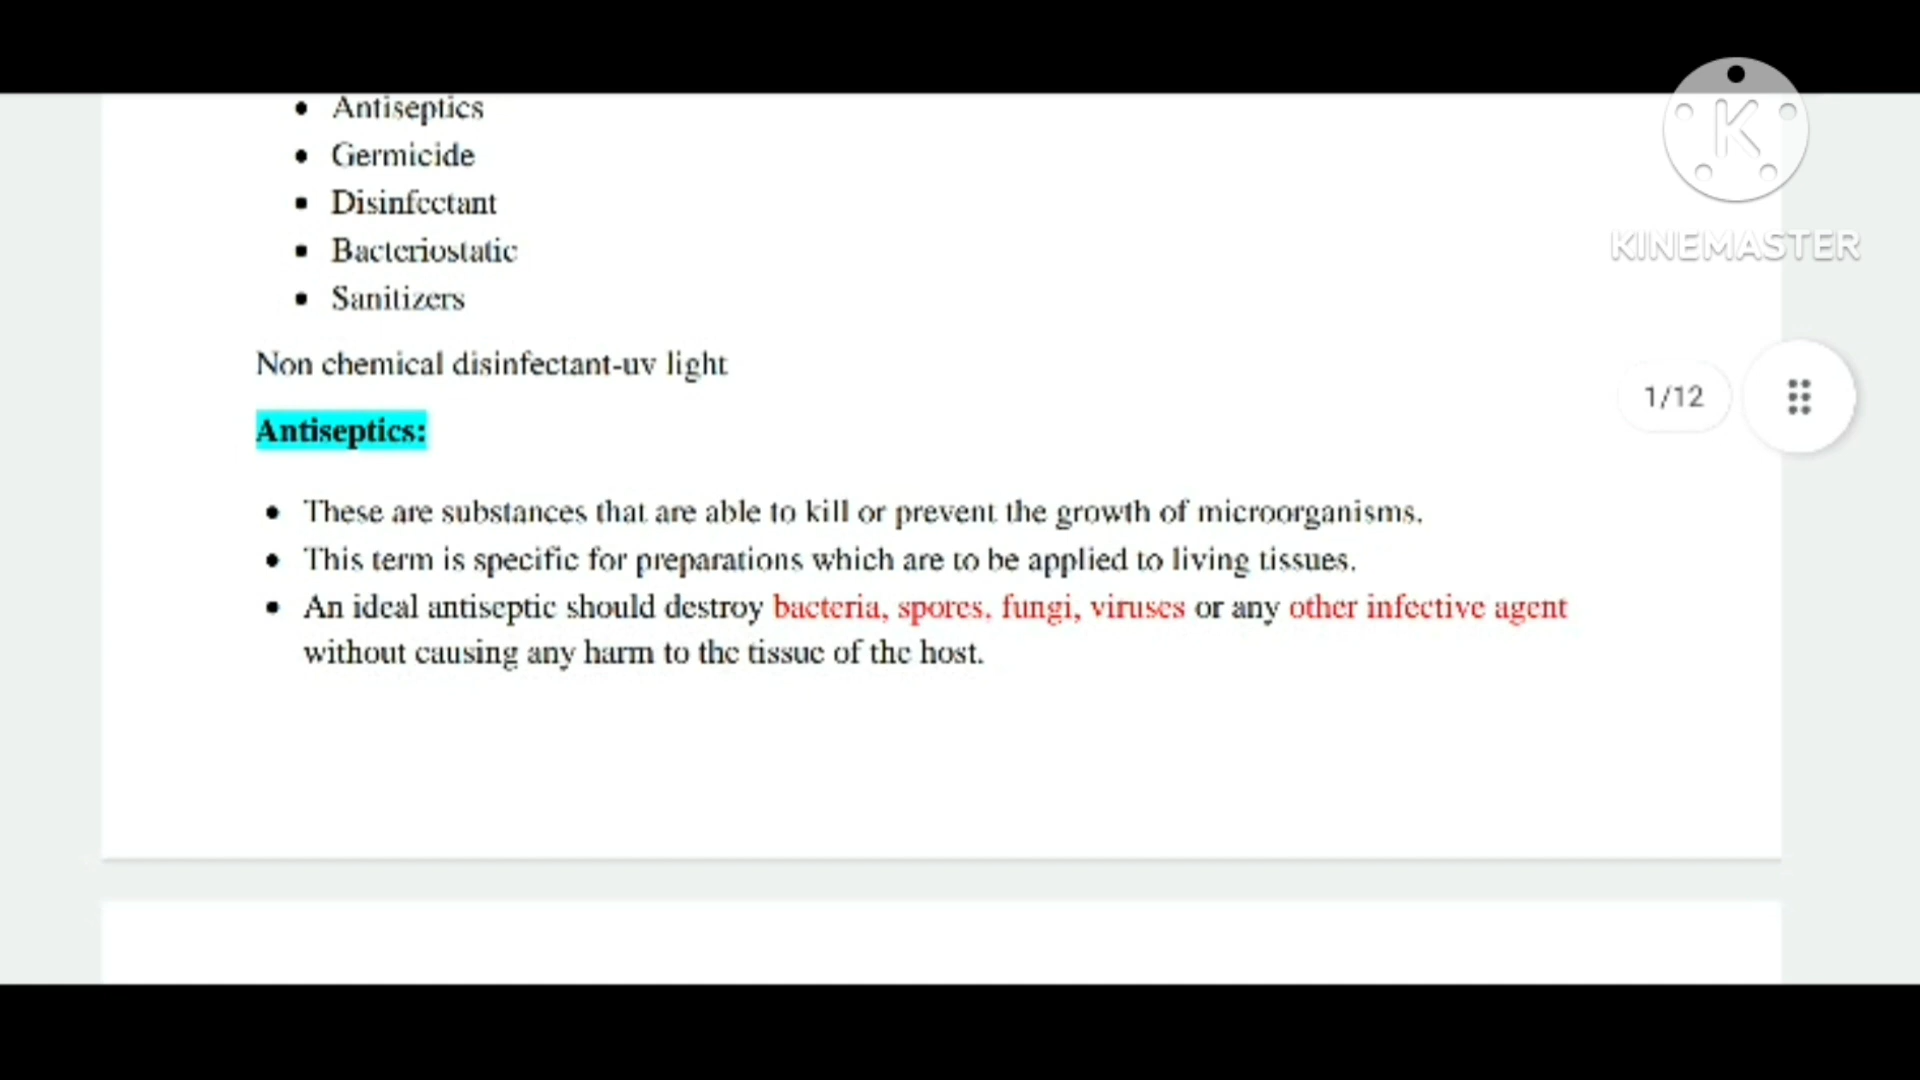 Antiseptics
Germicide
Disinfectant
Bacteriostatic
Sanitizers
Non chemical disinfectant-uv light
Antiseptics:
These are substances that are able to kill or prevent the growth of microorganisms.
This term is specific for preparations which are to be applied to living tissues.
An ideal antiseptic should destroy bacteria, spores, fungi, viruses or any other infective agent
without causing any harm to the tissue of the host.
K
KINEMASTER
1/12